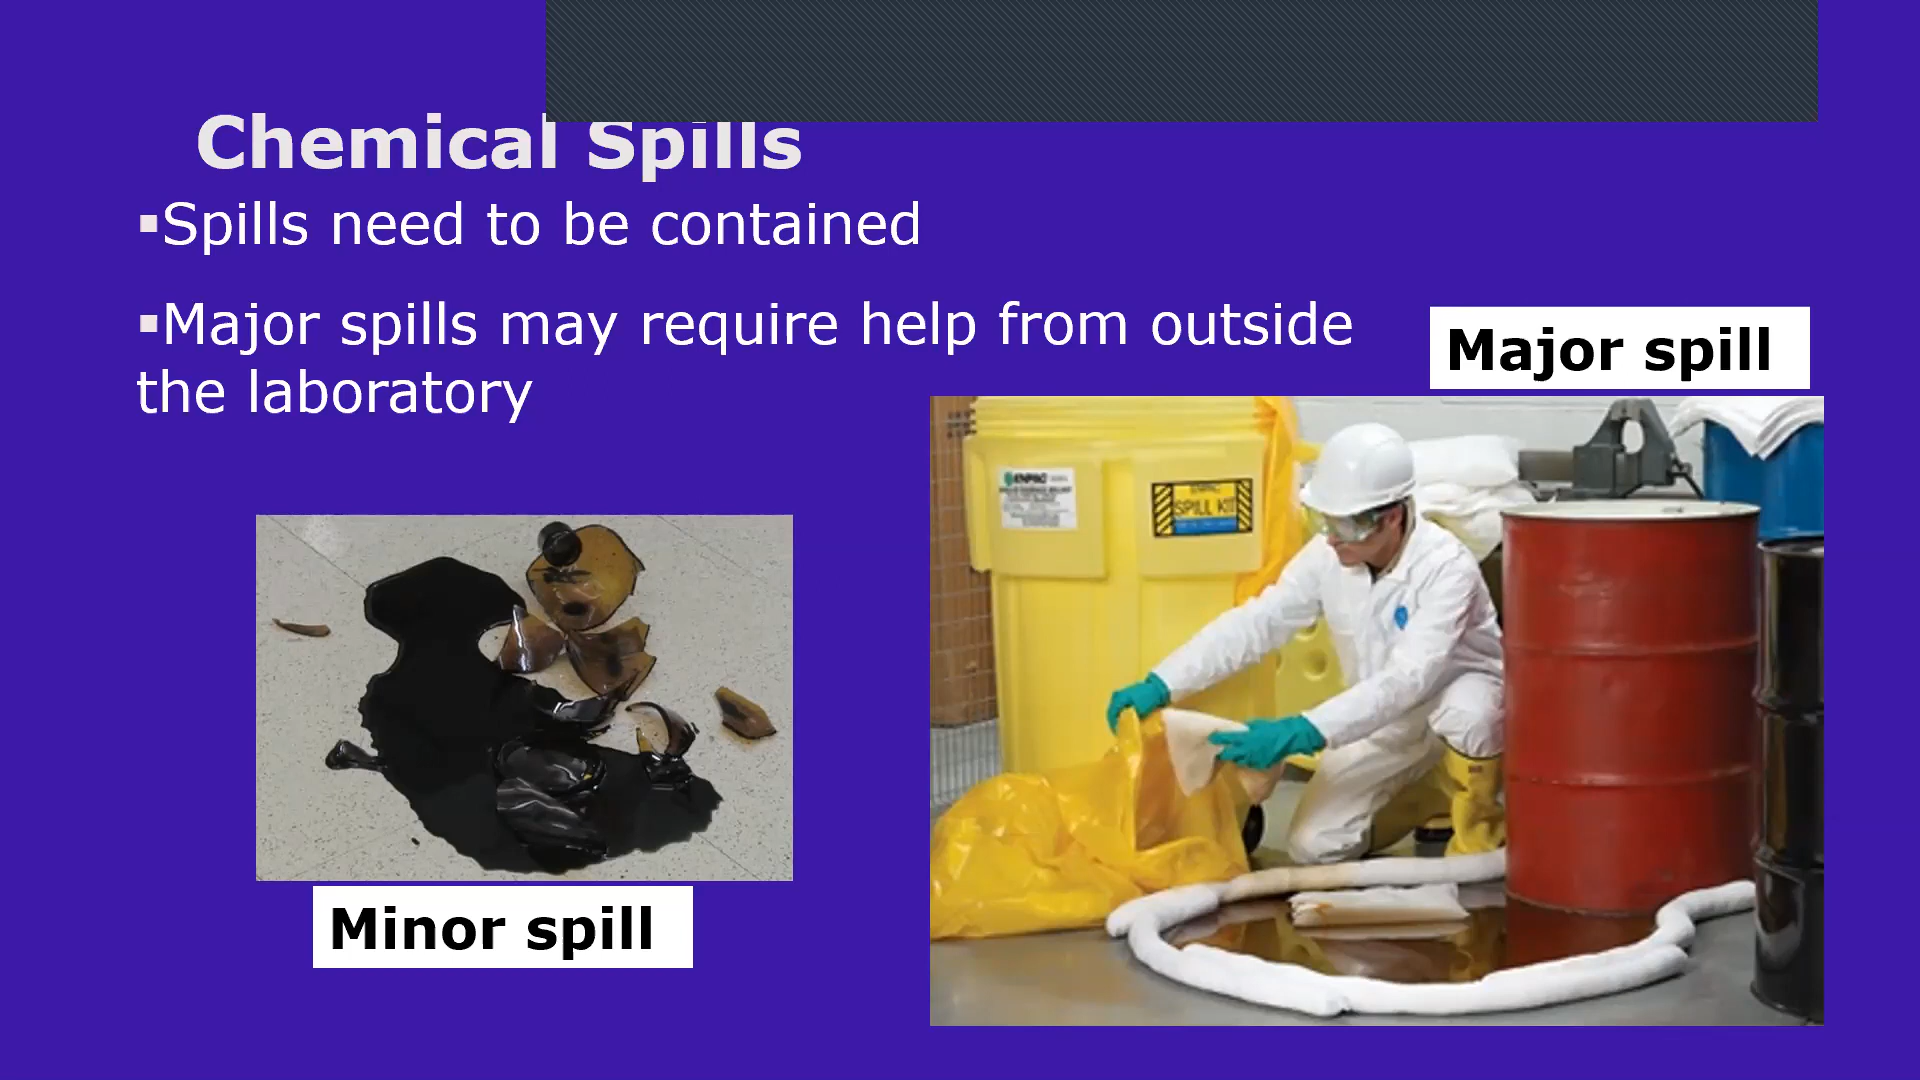 Chemical Spills
▪Spills need to be contained
▪Major spills may require help from outside
the laboratory
Major spill
ENPAC
SPILL KIT
Minor spill